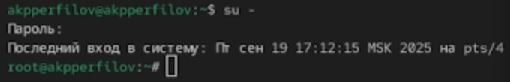 akpperfilov@akpperfilov:~$ su -
Пароль:
Последний вход в систему: Пт сен 19 17:12:15 MSK 2025 на pts/4
root@akpperfilov:~#